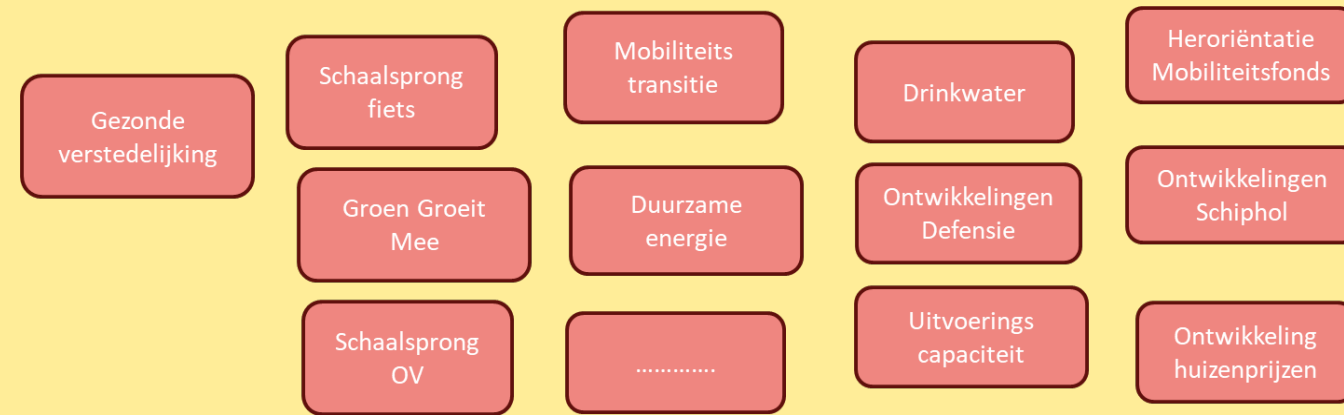 Gezonde
verstedelijking
Schaalsprong
fiets
Groen Groeit
Mee
Schaalsprong
OV
Mobiliteits
transitie
Duurzame
energie
………….
Drinkwater
Ontwikkelingen
Defensie
Uitvoerings
capaciteit
Heroriëntatie
Mobiliteitsfonds
Ontwikkelingen
Schiphol
Ontwikkeling
huizenprijzen